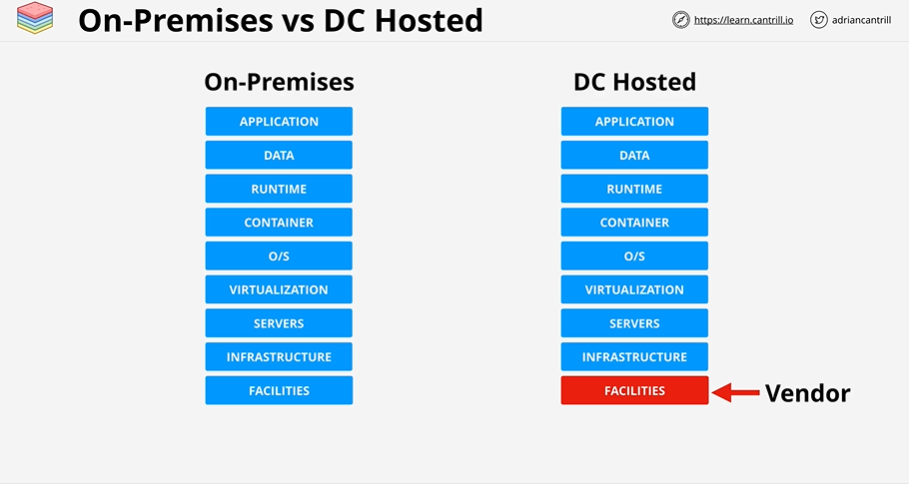 On-Premises vs DC Hosted
https://learn.cantrill.io
adriancantrill
On-Premises
APPLICATION
DATA
RUNTIME
CONTAINER
O/S
VIRTUALIZATION
SERVERS
INFRASTRUCTURE
FACILITIES
DC Hosted
APPLICATION
DATA
RUNTIME
CONTAINER
O/S
VIRTUALIZATION
SERVERS
INFRASTRUCTURE
FACILITIES
Vendor